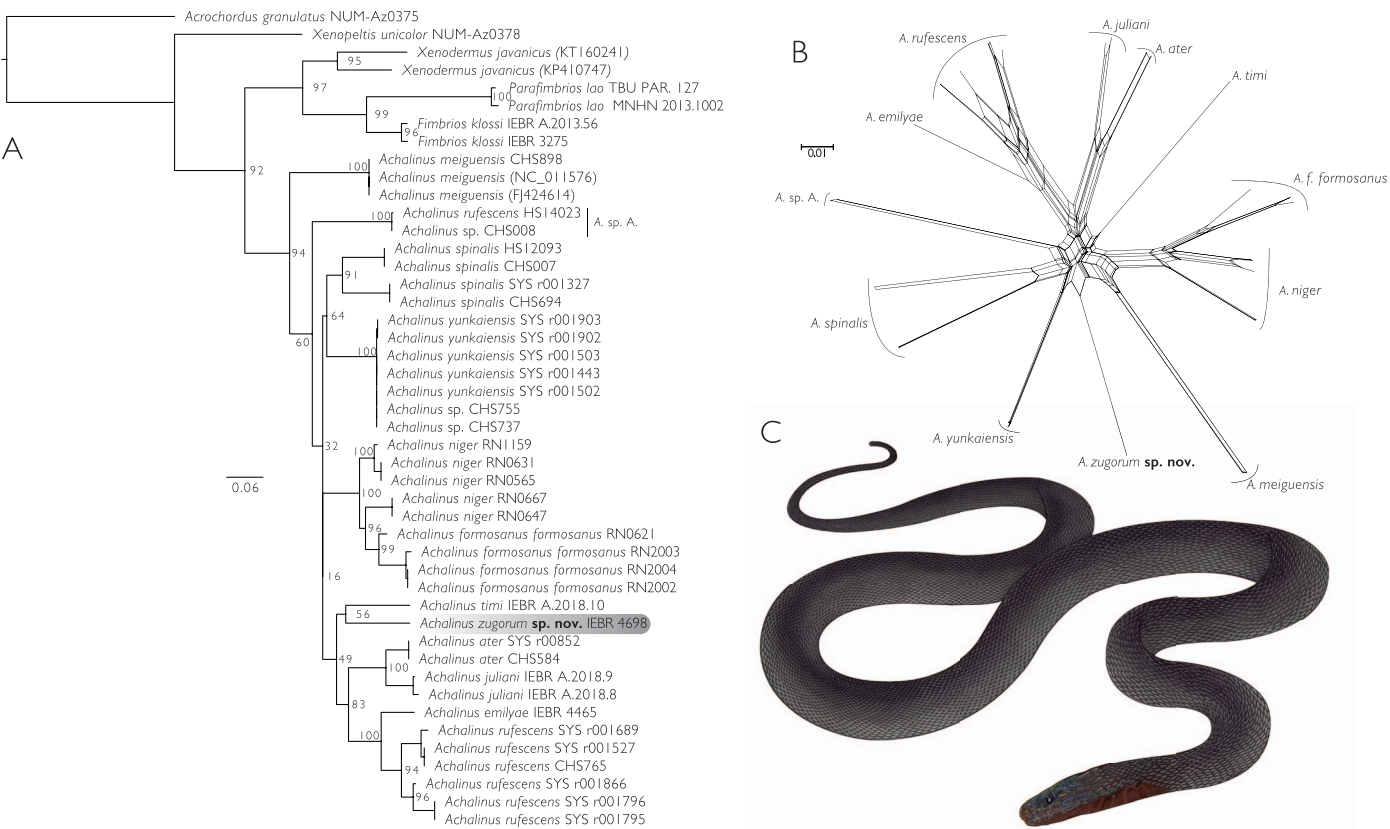 A
Acrochordus granulatus NUM-Az0375
Xenopeltis unicolor NUM-Az0378
Xenodermus javanicus (KT160241)
95
Xenodermus javanicus (KP410747)
97
Parafimbrios lao TBU PAR. 127
100
Parafimbrios lao MNHN 2013.1002
99
Fimbrios klossi IEBR A.2013.56
96
Fimbrios klossi IEBR 3275
Achalinus meiguensis CHS898
100
92
Achalinus meiguensis (NC_011576)
Achalinus meiguensis (FJ424614)
Achalinus rufescens HS14023
100
A. sp. A.
Achalinus sp. CHS008
94
Achalinus spinalis HS12093
Achalinus spinalis CHS007
91
Achalinus spinalis SYS r001327
Achalinus spinalis CHS694
64
Achalinus yunkaiensis SYS r001903
60
Achalinus yunkaiensis SYS r001902
100
Achalinus yunkaiensis SYS r001503
Achalinus yunkaiensis SYS r001443
Achalinus yunkaiensis SYS r001502
Achalinus sp. CHS755
Achalinus sp. CHS737
32
Achalinus niger RN1159
100
Achalinus niger RN0631
Achalinus niger RN0565
0.06
100
Achalinus niger RN0667
Achalinus niger RN0647
96
Achalinus formosanus formosanus RN0621
99
Achalinus formosanus formosanus RN2003
Achalinus formosanus formosanus RN2004
16
Achalinus formosanus formosanus RN2002
Achalinus timi IEBR A.2018.10
56
Achalinus zugorum sp. nov. IEBR 4698
Achalinus ater SYS r00852
49
Achalinus ater CHS584
100
Achalinus juliani IEBR A.2018.9
Achalinus juliani IEBR A.2018.8
83
Achalinus emilyae IEBR 4465
100
Achalinus rufescens SYS r001689
Achalinus rufescens SYS r001527
Achalinus rufescens CHS765
94
Achalinus rufescens SYS r001866
96
Achalinus rufescens SYS r001796
Achalinus rufescens SYS r001795
B
A. rufescens
A. juliani
A. ater
A. timi
A. emilyae
0.01
A. f. formosanus
A. sp. A.
A. niger
A. spinalis
A. yunkaiensis
A. zugorum sp. nov.
A. meiguensis
C